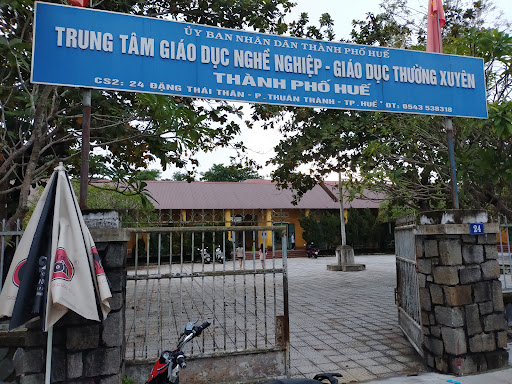 ỦY BAN NHÂN DÂN THÀNH PHỐ HUẾ
TRUNG TÂM GIÁO DỤC NGHỀ NGHIỆP - GIÁO DỤC THƯỜNG XUYÊN
THÀNH PHỐ HUẾ
CS2: 24 ĐẶNG THÁI THÂN - P. THUẬN THÀNH - TP. HUẾ * ĐT: 0543 538318
24